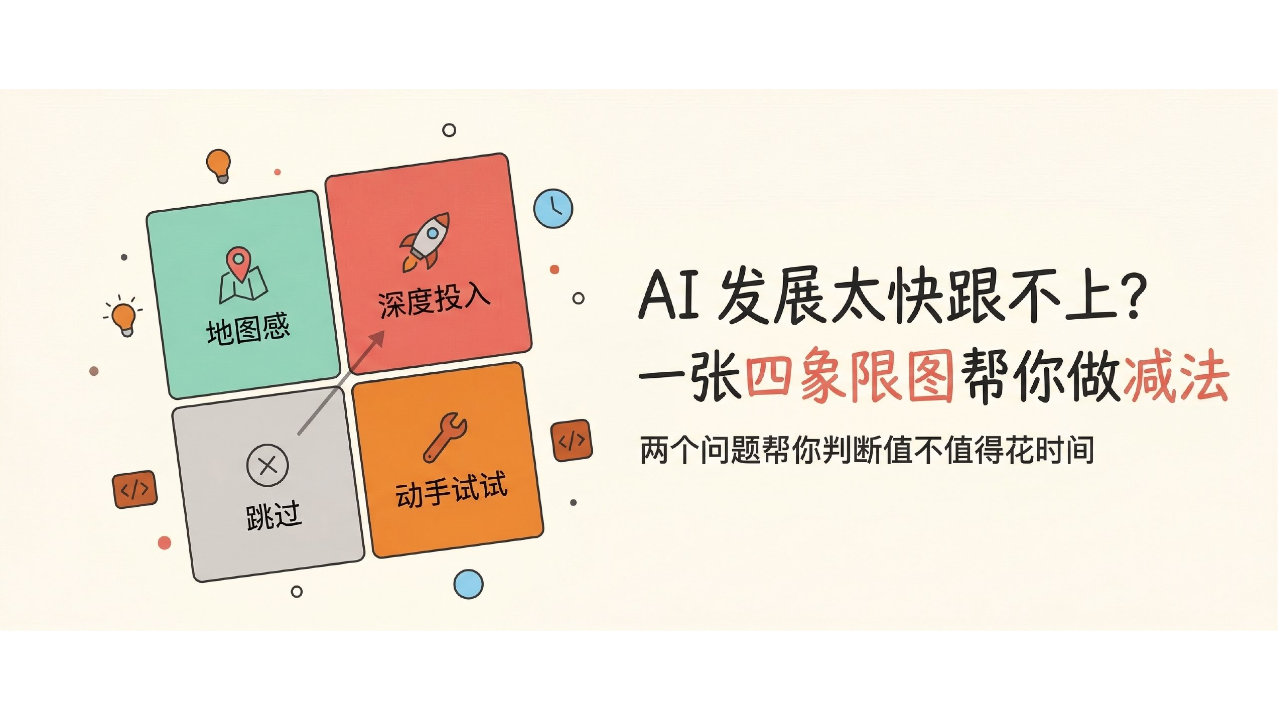 地图感
深度投入
跳过
动手试试
</>
</>
AI 发展太快跟不上?
一张四象限图帮你做减法
两个问题帮你判断值不值得花时间